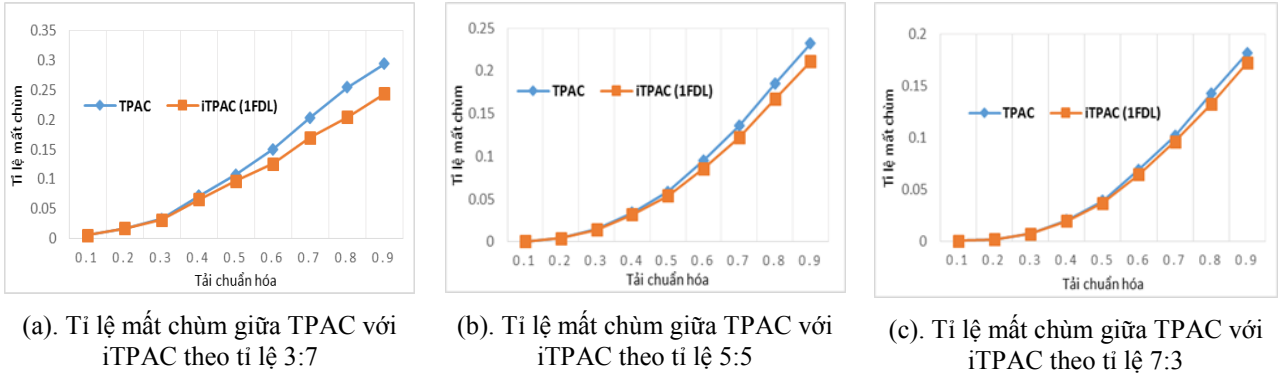 0.35
0.3
0.25
0.2
0.15
0.1
0.05
0
Tỉ lệ mất chùm
TPAC
iTPAC (1FDL)
0.1 0.2 0.3 0.4 0.5 0.6 0.7 0.8 0.9
Tải chuẩn hóa
(a). Tỉ lệ mất chùm giữa TPAC với
iTPAC theo tỉ lệ 3:7
0.25
0.2
0.15
0.1
0.05
0
Tỉ lệ mất chùm
TPAC
iTPAC (1FDL)
0.1 0.2 0.3 0.4 0.5 0.6 0.7 0.8 0.9
Tải chuẩn hóa
(b). Tỉ lệ mất chùm giữa TPAC với
iTPAC theo tỉ lệ 5:5
0.2
0.15
0.1
0.05
0
Tỉ lệ mất chùm
TPAC
iTPAC (1FDL)
0.1 0.2 0.3 0.4 0.5 0.6 0.7 0.8 0.9
Tải chuẩn hóa
(c). Tỉ lệ mất chùm giữa TPAC với
iTPAC theo tỉ lệ 7:3